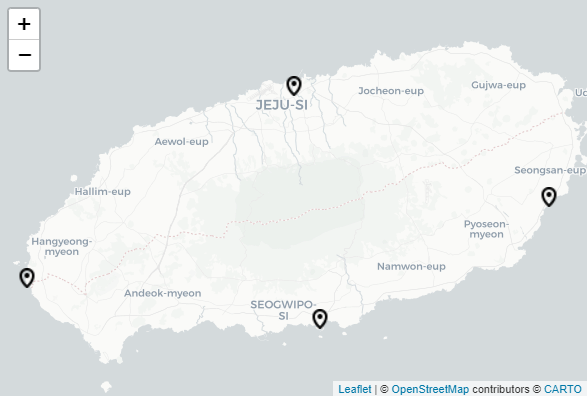 +
−
JEJU-SI
Jocheon-eup
Gujwa-eup
Aewol-eup
Seongsan-eup
Hallim-eup
Pyoseon-
myeon
Hangyeong-
myeon
Namwon-eup
Andeok-myeon
SEOGWIPO-
SI
Leaflet | © OpenStreetMap contributors © CARTO